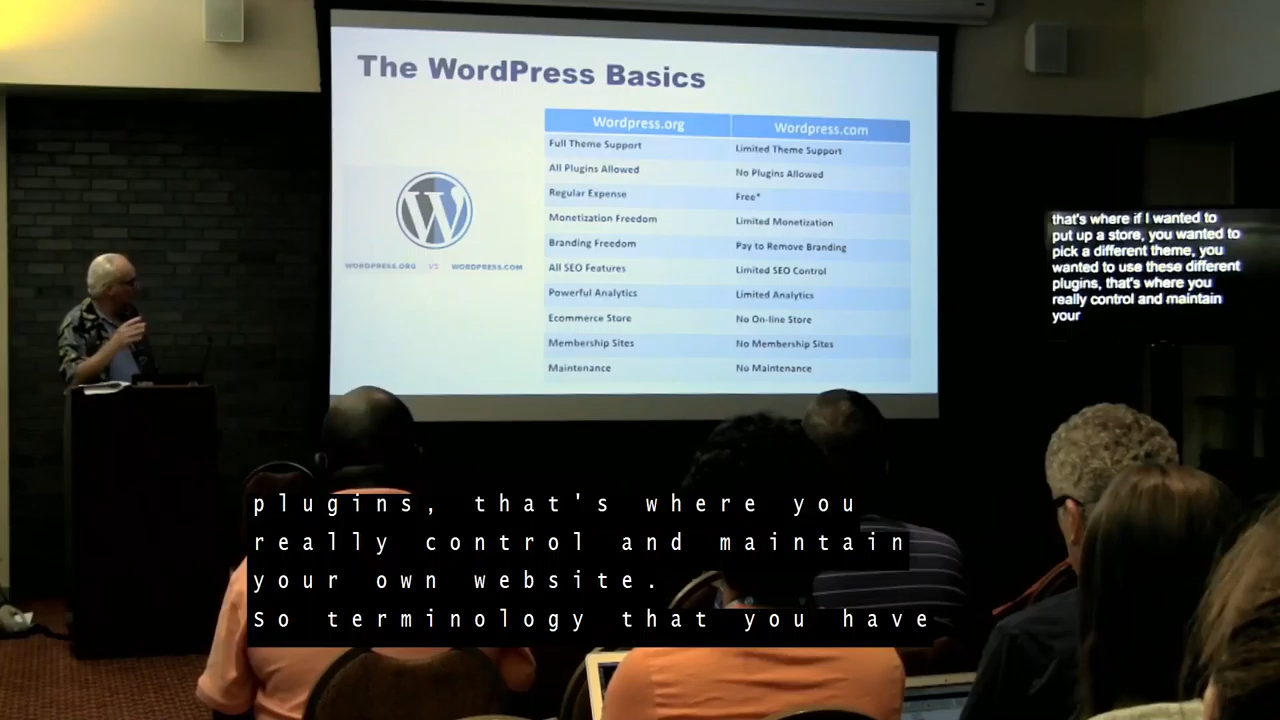 The WordPress Basics
Wordpress.org Wordpress.com
Full Theme Support Limited Theme Support
All Plugins Allowed No Plugins Allowed
Regular Expense Free*
Monetization Freedom Limited Monetization
Branding Freedom Pay to Remove Branding
All SEO Features Limited SEO Control
Powerful Analytics Limited Analytics
Ecommerce Store No On-line Store
Membership Sites No Membership Sites
Maintenance No Maintenance
W
WORDPRESS.ORG VS WORDPRESS.COM
that's where if I wanted to
put up a store, you wanted to
pick a different theme, you
wanted to use these different
plugins, that's where you
really control and maintain
your
plugins, that's where you
really control and maintain
your own website.
So terminology that you have